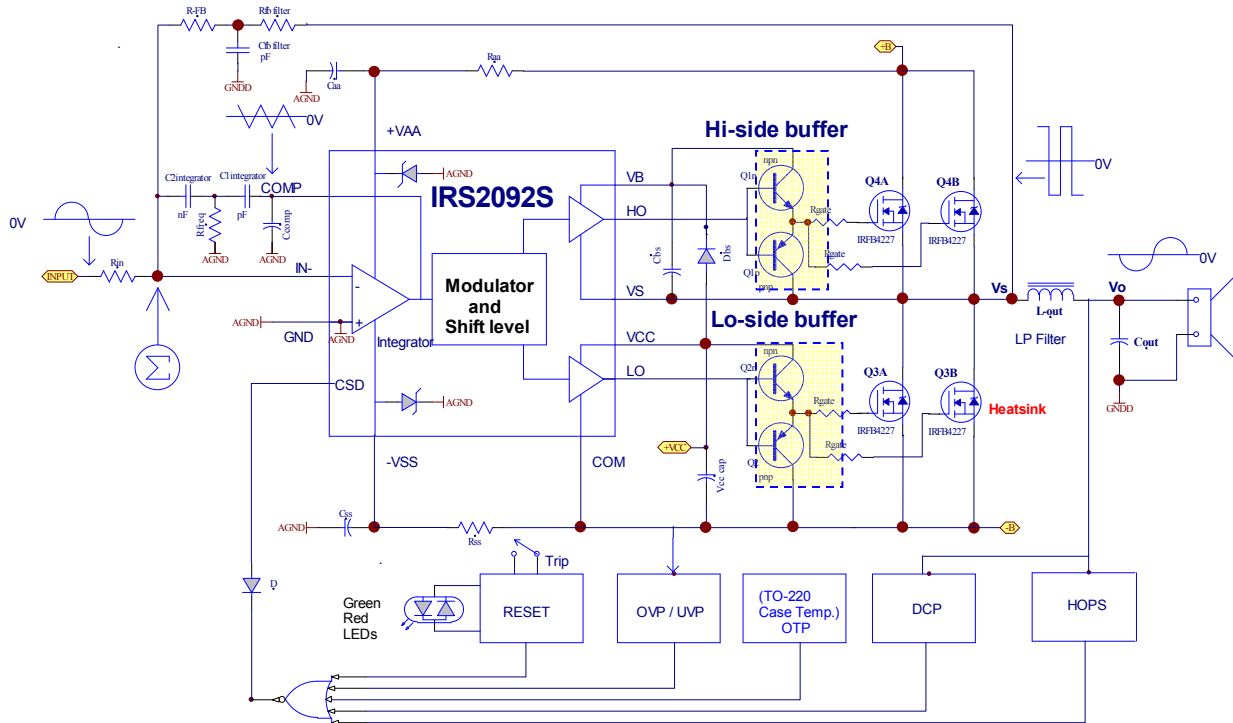 R-FB
Rfb filter
Cfb filter
pF
GNDD
Caa
AGND
Raa
+B
0V
+VAA
Hi-side buffer
0V
C2integrator
nF
C1integrator
pF
COMP
Rfreq
AGND
Ccomp
AGND
AGND
IRS2092S
VB
HO
npn
Q1n
Q1p
pnp
Rgate
Rgate
Q4A
IRFB4227
Q4B
IRFB4227
0V
INPUT
Rin
IN-
-
+
AGND
GND
AGND
Integrator
Modulator
and
Shift level
Cbs
Dbs
VS
Vs
L-out
LP Filter
Vo
0V
Cout
GNDD
Lo-side buffer
VCC
LO
npn
Q2n
Q2
pnp
Rgate
Rgate
Q3A
IRFB4227
Q3B
IRFB4227
Heatsink
Σ
CSD
AGND
-VSS
COM
+VCC
Vcc cap
AGND
Css
Rss
-B
D
Trip
Green
Red
LEDs
RESET
OVP / UVP
(TO-220
Case Temp.)
OTP
DCP
HOPS